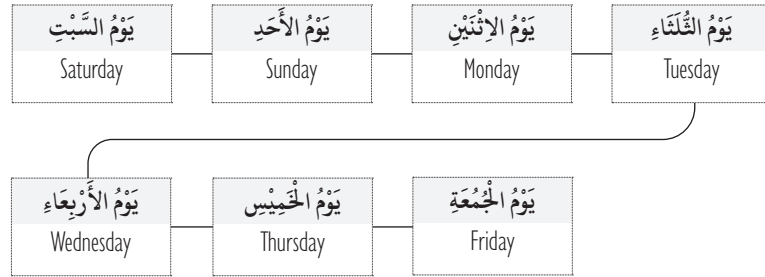 يَوْمُ السَّبْتِ
Saturday
يَوْمُ الأَحَدِ
Sunday
يَوْمُ الاِثْنَيْنِ
Monday
يَوْمُ الثُّلَثَاءِ
Tuesday
يَوْمُ الأَرْبِعَاءِ
Wednesday
يَوْمُ الْخَمِيْسِ
Thursday
يَوْمُ الْجُمُعَةِ
Friday